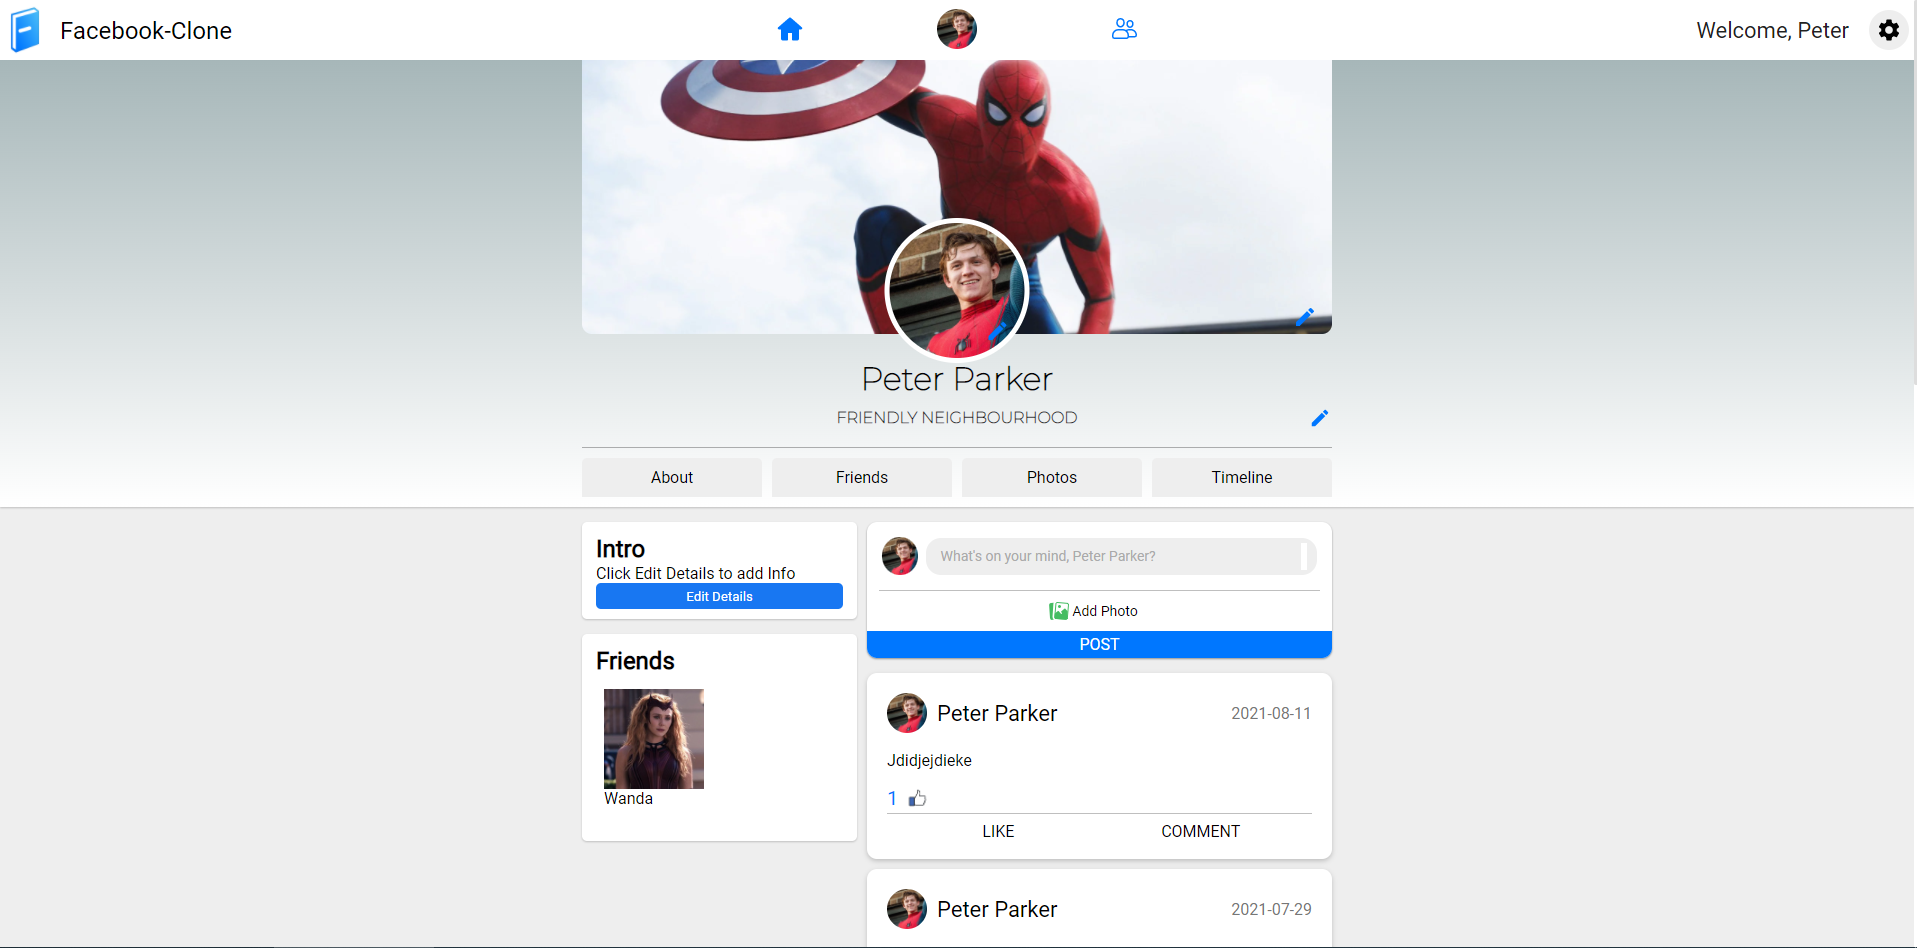 Facebook-Clone
Welcome, Peter
Peter Parker
FRIENDLY NEIGHBOURHOOD
About
Friends
Photos
Timeline
Intro
Click Edit Details to add Info
Edit Details
Friends
Wanda
What's on your mind, Peter Parker?
Add Photo
POST
Peter Parker
2021-08-11
Jdidjejdieke
1
LIKE
COMMENT
Peter Parker
2021-07-29